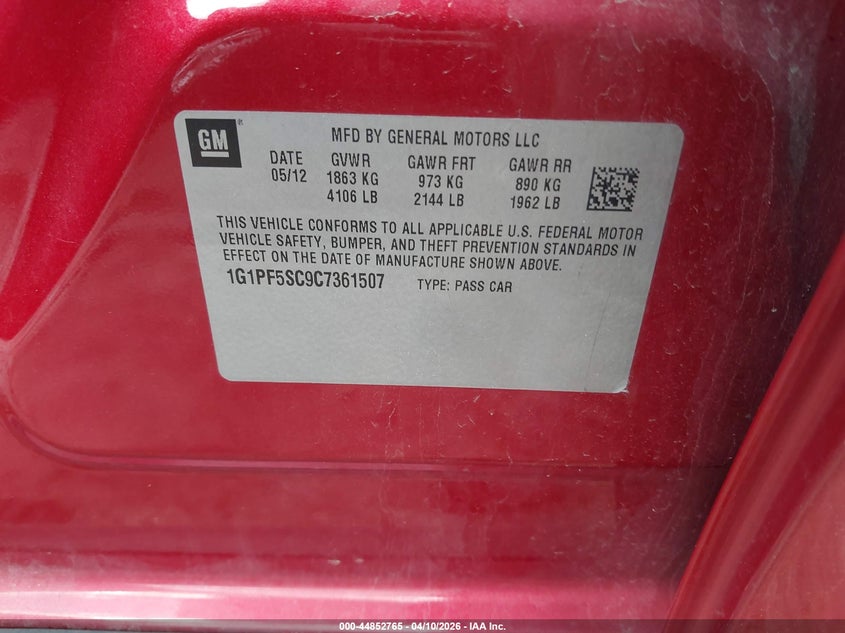 GM
MFD BY GENERAL MOTORS LLC
DATE GVWR GAWR FRT GAWR RR
05/12 1863 KG 973 KG 890 KG
4106 LB 2144 LB 1962 LB
THIS VEHICLE CONFORMS TO ALL APPLICABLE U.S. FEDERAL MOTOR
VEHICLE SAFETY, BUMPER, AND THEFT PREVENTION STANDARDS IN
EFFECT ON THE DATE OF MANUFACTURE SHOWN ABOVE.
1G1PF5SC9C7361507 TYPE: PASS CAR
000-44852765 - 04/10/2026 - IAA Inc.